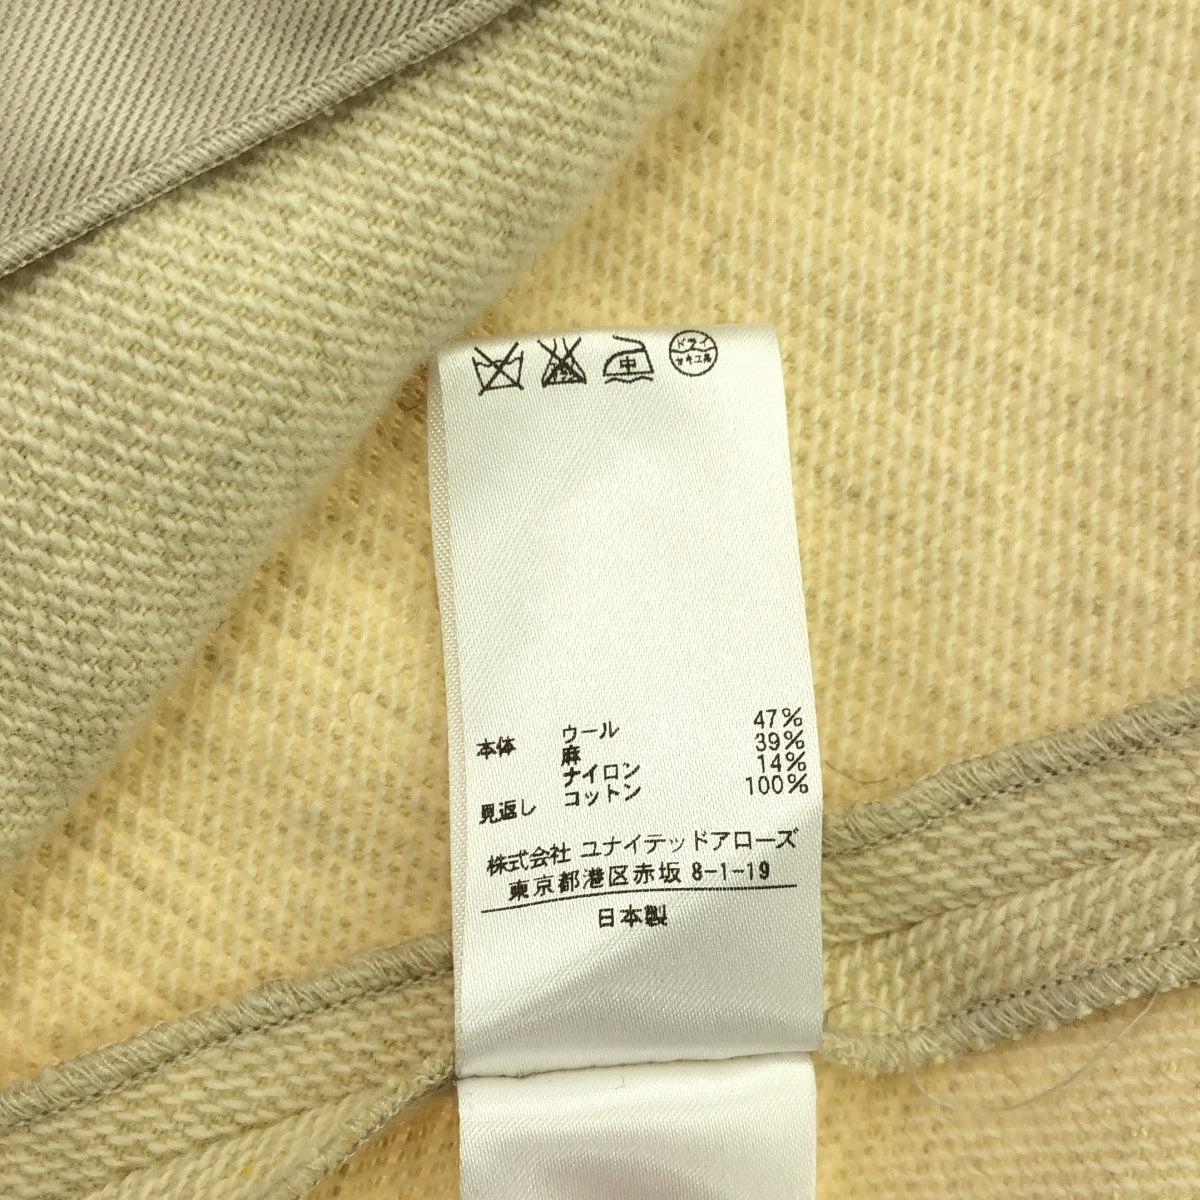 中
ドライ
セキユ系
本体 ウール 47%
麻 39%
ナイロン 14%
見返し コットン 100%
株式会社 ユナイテッドアローズ
東京都港区赤坂 8-1-19
日本製